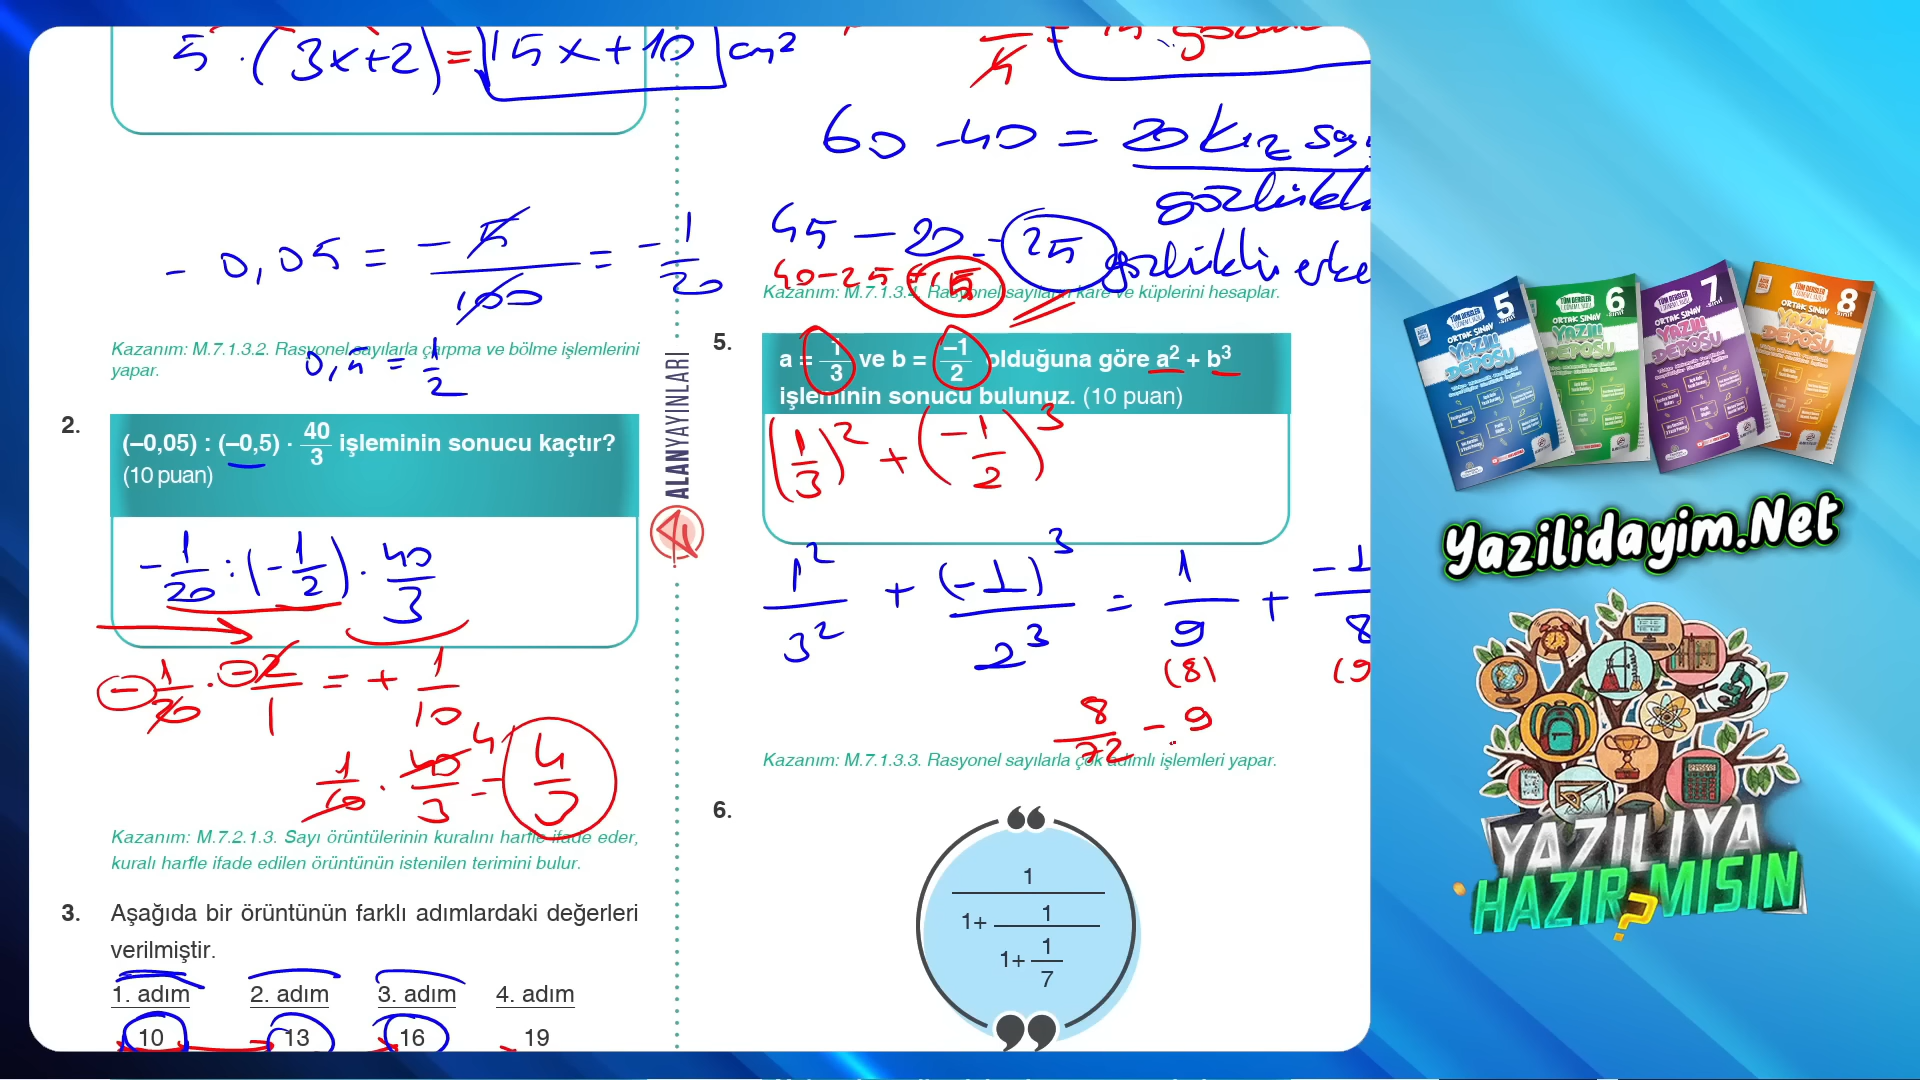 5 · (3x+2) = 15x+10 cm²
- 0,05 = -5/100 = -1/20
Kazanım: M.7.1.3.2. Rasyonel sayılarla çarpma ve bölme işlemlerini
yapar.
0,5 = 1/2
2.
(–0,05) : (–0,5) · 40/3 işleminin sonucu kaçtır?
(10 puan)
-1/20 : (-1/2) · 40/3
-1/20 · -2/1 = + 1/10
1/10 · 40/3 = 4/3
4
Kazanım: M.7.2.1.3. Sayı örüntülerinin kuralını harfle ifade eder,
kuralı harfle ifade edilen örüntünün istenilen terimini bulur.
3.
Aşağıda bir örüntünün farklı adımlardaki değerleri
verilmiştir.
1. adım 2. adım 3. adım 4. adım
10 13 16 19
ALANYAYINLARI
60 - 40 = 20 kız
45 - 20 = 25
40-25 = 15
Kazanım: M.7.1.3.4. Rasyonel sayıların kare ve küplerini hesaplar.
5.
a = 1/3 ve b = –1/2 olduğuna göre a² + b³
işleminin sonucu bulunuz. (10 puan)
(1/3)² + (-1/2)³
1²/3² + (-1)³/2³ = 1/9 + -1/8
(8) (9
8 - 9
72
Kazanım: M.7.1.3.3. Rasyonel sayılarla çok adımlı işlemleri yapar.
6.
1
1+ 1
1+ 1
7
5 6 7 8
ORTAK SINAV
YAZILI
DEPOSU
Yazilidayim.Net
YAZILIYA
HAZIR MISIN
?